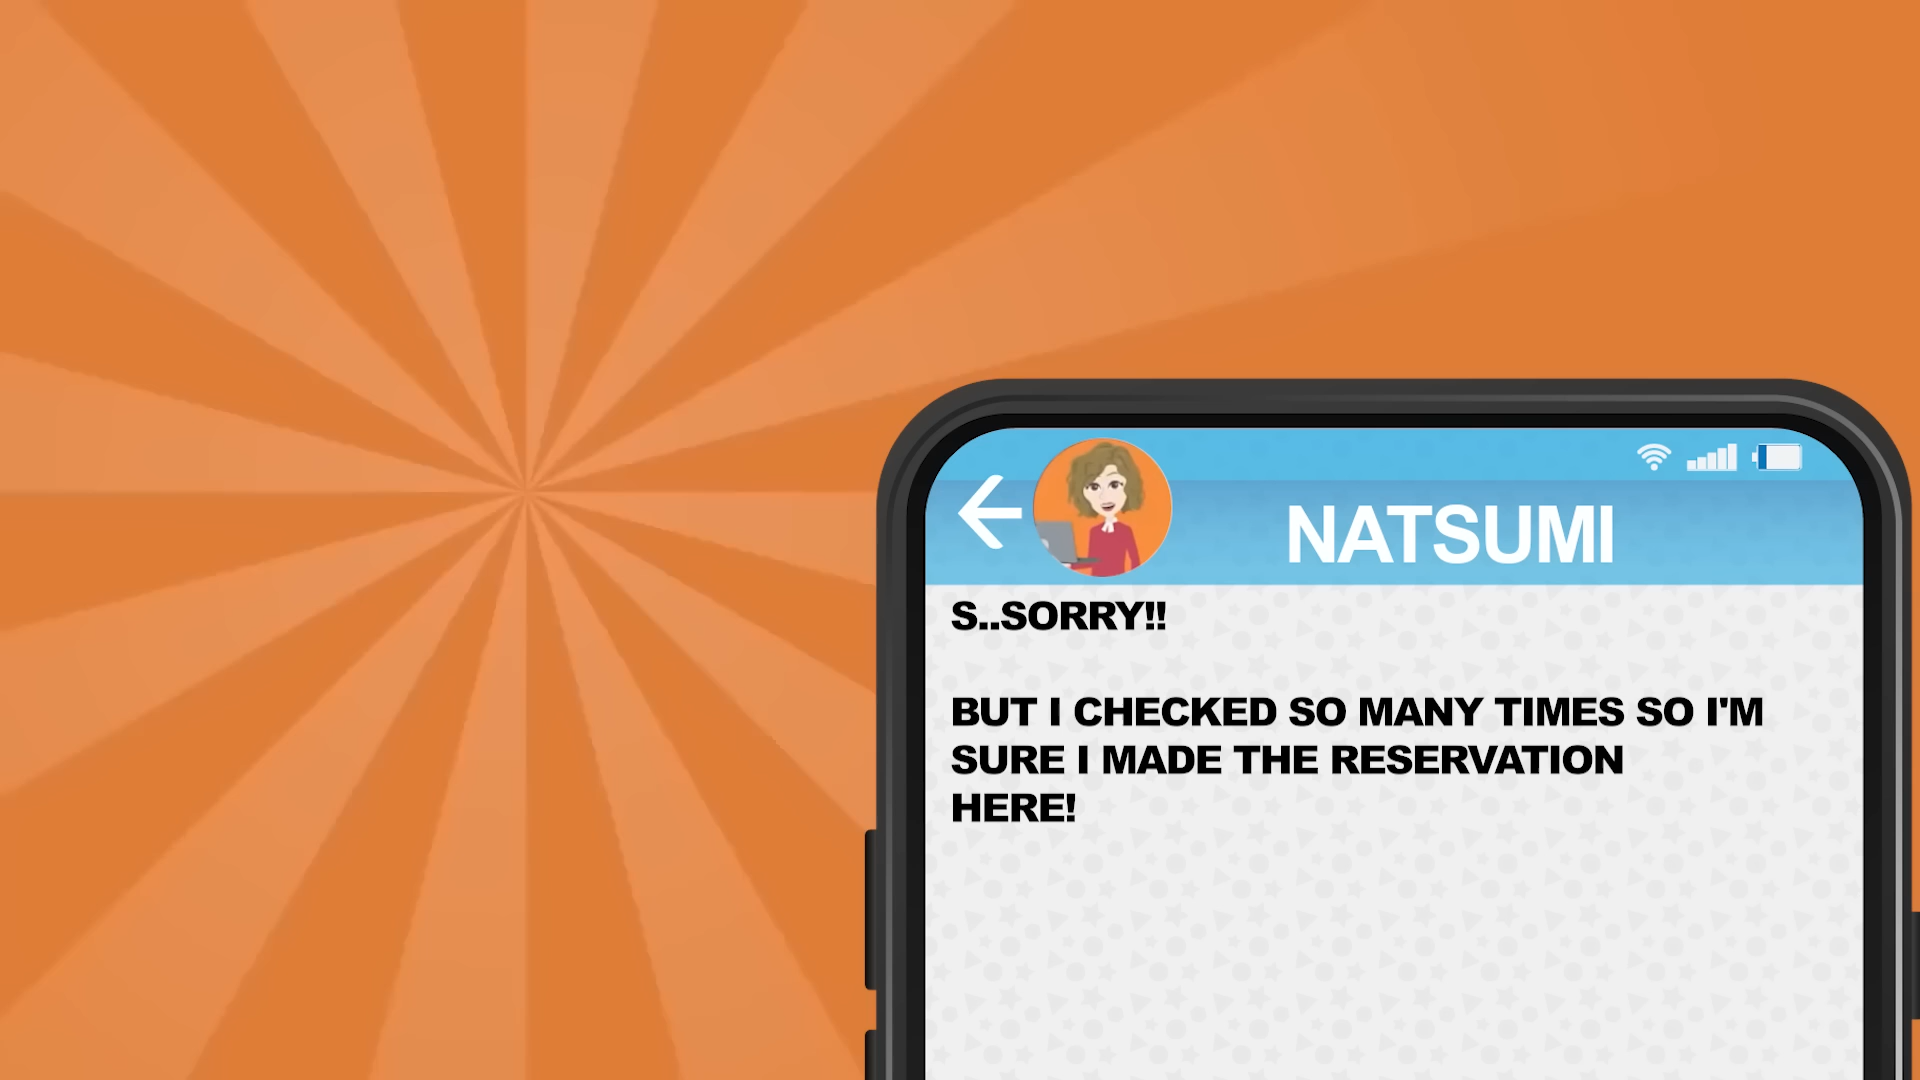 NATSUMI
S..SORRY!!
BUT I CHECKED SO MANY TIMES SO I'M
SURE I MADE THE RESERVATION
HERE!